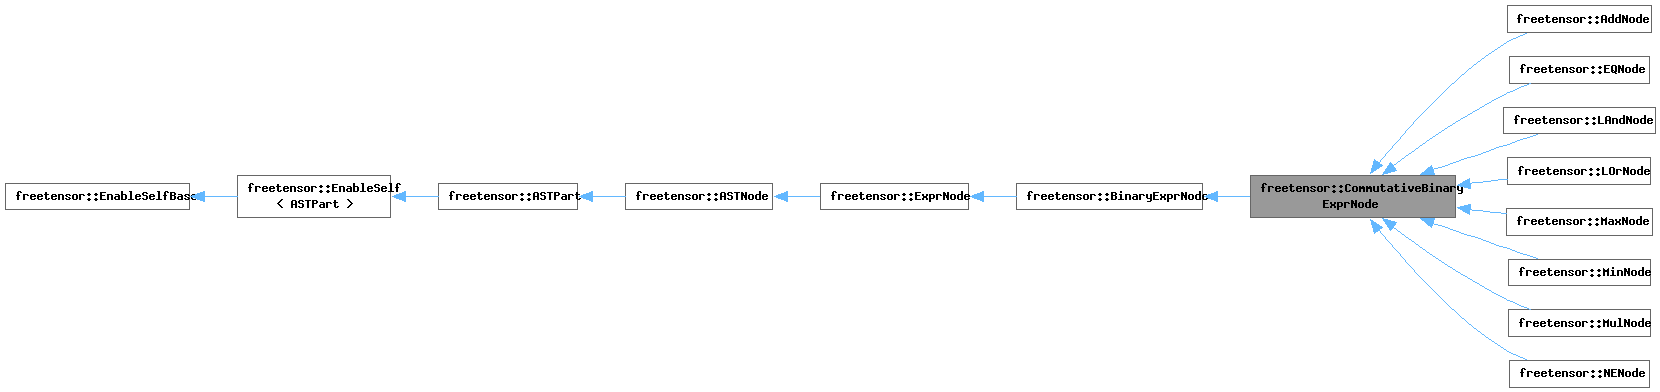 freetensor::AddNode
freetensor::EQNode
freetensor::LAndNode
freetensor::LOrNode
freetensor::EnableSelfBase
freetensor::EnableSelf
< ASTPart >
freetensor::ASTPart
freetensor::ASTNode
freetensor::ExprNode
freetensor::BinaryExprNode
freetensor::CommutativeBinary
ExprNode
freetensor::MaxNode
freetensor::MinNode
freetensor::MulNode
freetensor::NENode